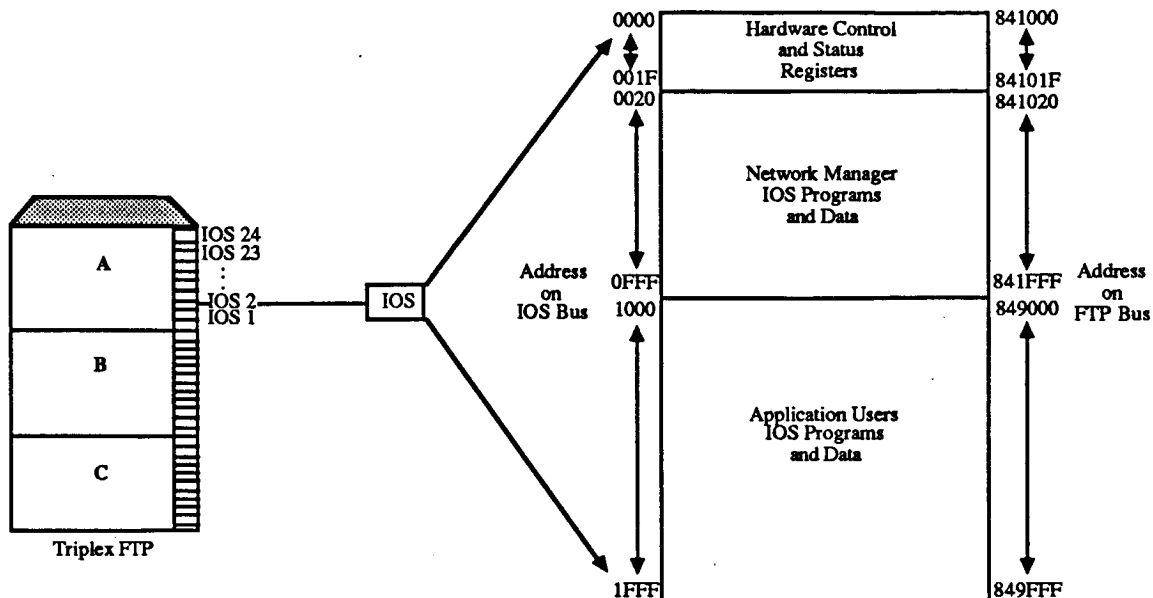 0000
Hardware Control
and Status
Registers
841000
001F
84101F
0020
841020
Network Manager
IOS Programs
and Data
IOS 24
IOS 23
A
IOS 2
IOS 1
IOS
Address
on
IOS Bus
0FFF
841FFF
Address
on
FTP Bus
1000
849000
B
Application Users
IOS Programs
and Data
C
Triplex FTP
1FFF
849FFF